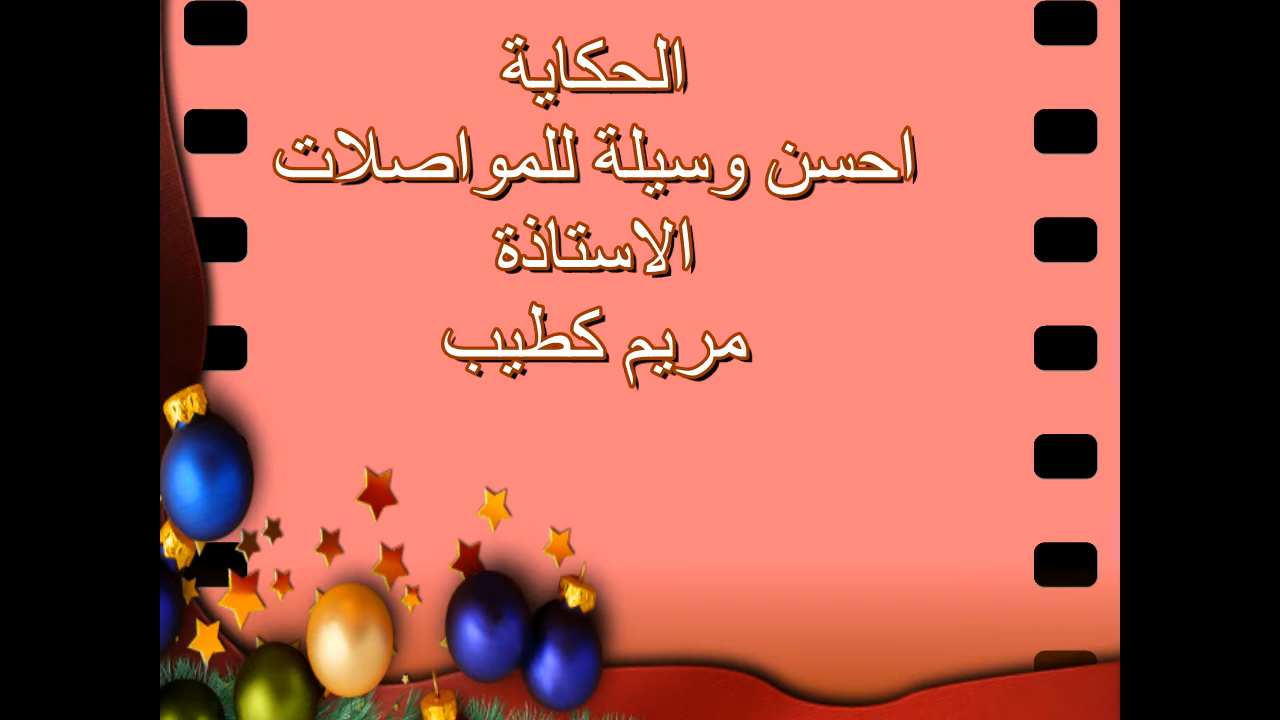 الحكاية
احسن وسيلة للمواصلات
الاستاذة
مريم كطيب